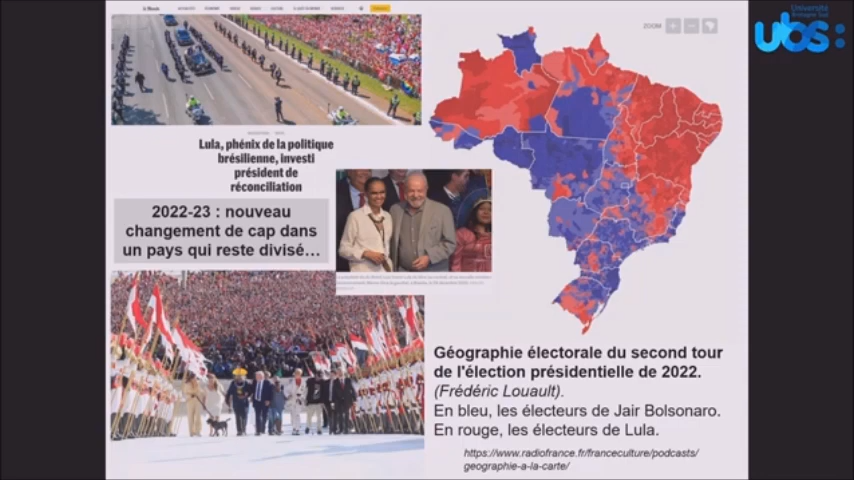 Le Monde
Lula, phénix de la politique
brésilienne, investi
président de
réconciliation
2022-23 : nouveau
changement de cap dans
un pays qui reste divisé…
ZOOM
Université
Bretagne Sud
ubs:
Géographie électorale du second tour
de l'élection présidentielle de 2022.
(Frédéric Louault).
En bleu, les électeurs de Jair Bolsonaro.
En rouge, les électeurs de Lula.
https://www.radiofrance.fr/franceculture/podcasts/
geographie-a-la-carte/